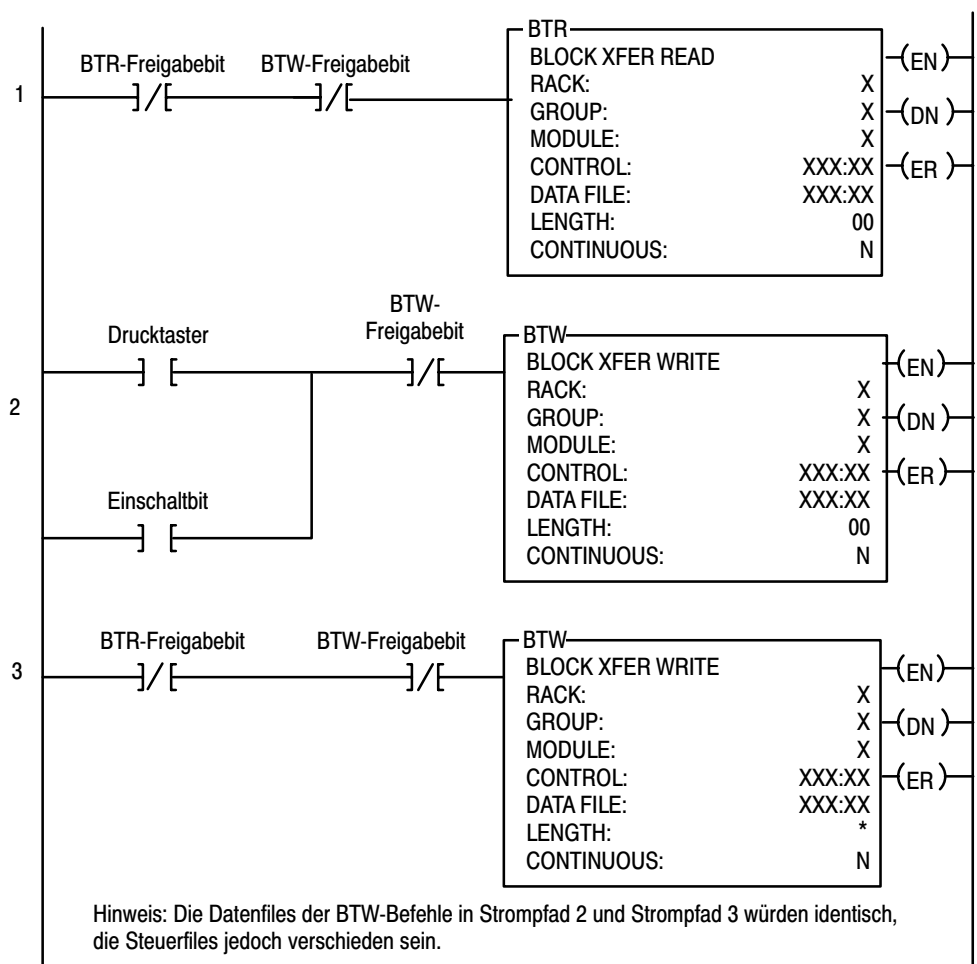 BTR
BTR-Freigabebit BTW-Freigabebit
1
BLOCK XFER READ
RACK: X
GROUP: X
MODULE: X
CONTROL: XXX:XX
DATA FILE: XXX:XX
LENGTH: 00
CONTINUOUS: N
(EN)
(DN)
(ER)
2
Drucktaster
BTW-
Freigabebit
Einschaltbit
BTW
BLOCK XFER WRITE
RACK: X
GROUP: X
MODULE: X
CONTROL: XXX:XX
DATA FILE: XXX:XX
LENGTH: 00
CONTINUOUS: N
(EN)
(DN)
(ER)
3
BTR-Freigabebit BTW-Freigabebit
BTW
BLOCK XFER WRITE
RACK: X
GROUP: X
MODULE: X
CONTROL: XXX:XX
DATA FILE: XXX:XX
LENGTH: *
CONTINUOUS: N
(EN)
(DN)
(ER)
Hinweis: Die Datenfiles der BTW-Befehle in Strompfad 2 und Strompfad 3 würden identisch,
die Steuerfiles jedoch verschieden sein.